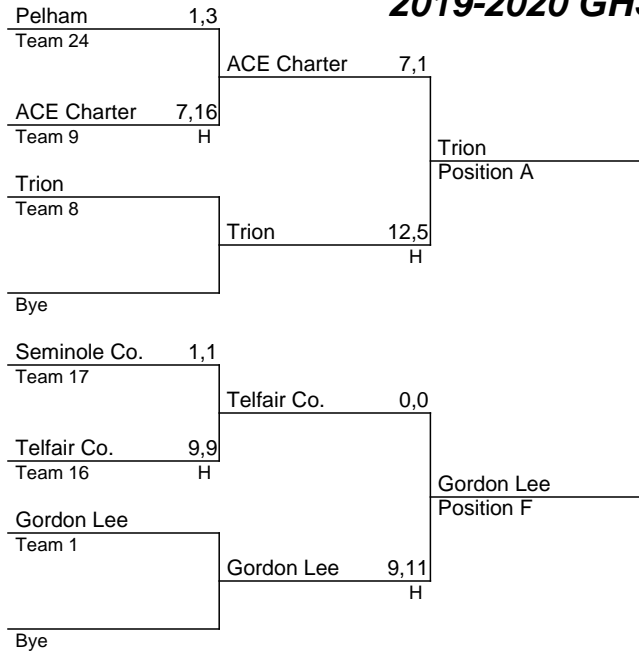 2019-2020 GHS
Pelham 1,3
Team 24
ACE Charter 7,1
ACE Charter 7,16
Team 9 H
Trion
Position A
Trion
Team 8
Trion 12,5
H
Bye
Seminole Co. 1,1
Team 17
Telfair Co. 0,0
Telfair Co. 9,9
Team 16 H
Gordon Lee
Position F
Gordon Lee
Team 1
Gordon Lee 9,11
H
Bye